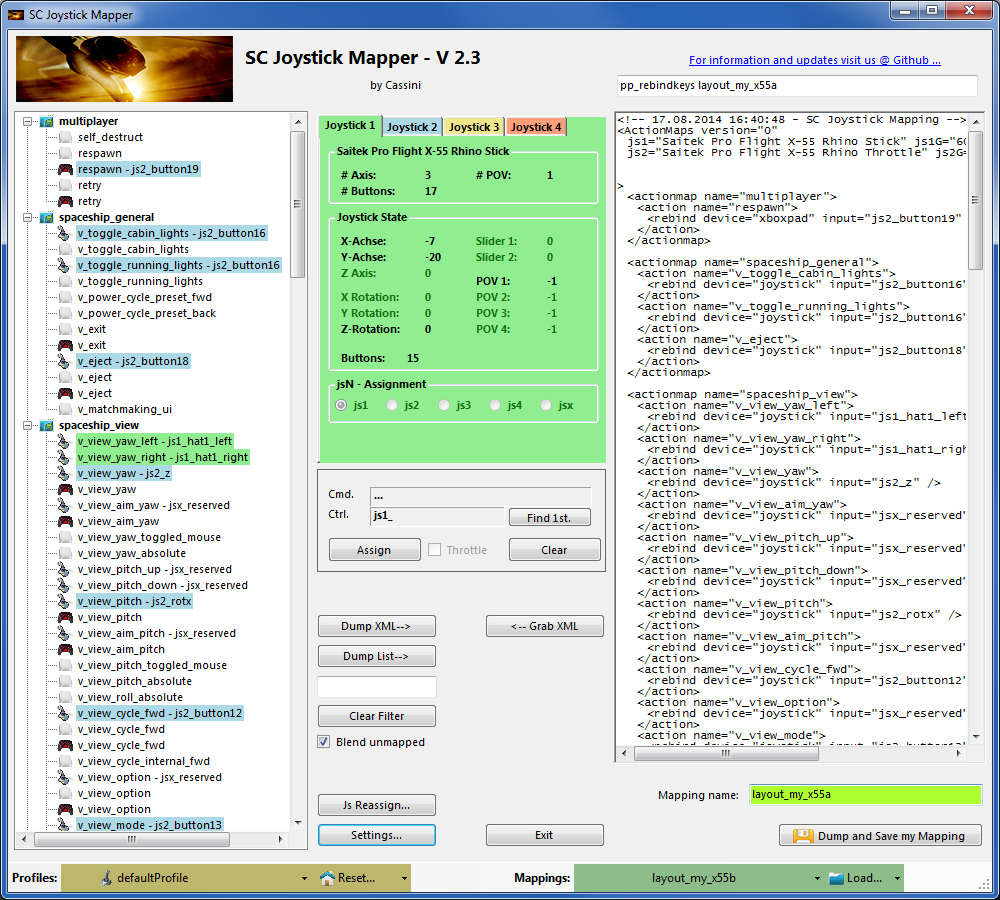 SC Joystick Mapper
SC Joystick Mapper - V 2.3
by Cassini
For information and updates visit us @ Github ...
pp_rebindkeys layout_my_x55a
multiplayer
self_destruct
respawn
respawn - js2_button19
retry
retry
spaceship_general
v_toggle_cabin_lights - js2_button16
v_toggle_cabin_lights
v_toggle_running_lights - js2_button16
v_toggle_running_lights
v_power_cycle_preset_fwd
v_power_cycle_preset_back
v_exit
v_exit
v_eject - js2_button18
v_eject
v_eject
v_matchmaking_ui
spaceship_view
v_view_yaw_left - js1_hat1_left
v_view_yaw_right - js1_hat1_right
v_view_yaw - js2_z
v_view_yaw
v_view_aim_yaw - jsx_reserved
v_view_aim_yaw
v_view_yaw_toggled_mouse
v_view_yaw_absolute
v_view_pitch_up - jsx_reserved
v_view_pitch_down - jsx_reserved
v_view_pitch - js2_rotx
v_view_pitch
v_view_aim_pitch - jsx_reserved
v_view_aim_pitch
v_view_pitch_toggled_mouse
v_view_pitch_absolute
v_view_roll_absolute
v_view_cycle_fwd - js2_button12
v_view_cycle_fwd
v_view_cycle_fwd
v_view_cycle_internal_fwd
v_view_option - jsx_reserved
v_view_option
v_view_option
v_view_mode - js2_button13
Joystick 1 Joystick 2 Joystick 3 Joystick 4
Saitek Pro Flight X-55 Rhino Stick
# Axis: 3 # POV: 1
# Buttons: 17
Joystick State
X-Achse: -7 Slider 1: 0
Y-Achse: -20 Slider 2: 0
Z Axis: 0
POV 1: -1
X Rotation: 0 POV 2: -1
Y Rotation: 0 POV 3: -1
Z-Rotation: 0 POV 4: -1
Buttons: 15
jsN - Assignment
js1 js2 js3 js4 jsx
Cmd. ...
Ctrl. js1_ Find 1st.
Assign Throttle Clear
Dump XML--> <-- Grab XML
Dump List-->
Clear Filter
Blend unmapped
Js Reassign...
Settings... Exit
<!-- 17.08.2014 16:40:48 - SC Joystick Mapping -->
<ActionMaps version="0"
js1="Saitek Pro Flight X-55 Rhino Stick" js1G="6
js2="Saitek Pro Flight X-55 Rhino Throttle" js2G=
>
<actionmap name="multiplayer">
<action name="respawn">
<rebind device="xboxpad" input="js2_button19"
</action>
</actionmap>
<actionmap name="spaceship_general">
<action name="v_toggle_cabin_lights">
<rebind device="joystick" input="js2_button16"
</action>
<action name="v_toggle_running_lights">
<rebind device="joystick" input="js2_button16"
</action>
<action name="v_eject">
<rebind device="joystick" input="js2_button18"
</action>
</actionmap>
<actionmap name="spaceship_view">
<action name="v_view_yaw_left">
<rebind device="joystick" input="js1_hat1_left
</action>
<action name="v_view_yaw_right">
<rebind device="joystick" input="js1_hat1_righ
</action>
<action name="v_view_yaw">
<rebind device="joystick" input="js2_z" />
</action>
<action name="v_view_aim_yaw">
<rebind device="joystick" input="jsx_reserved"
</action>
<action name="v_view_pitch_up">
<rebind device="joystick" input="jsx_reserved"
</action>
<action name="v_view_pitch_down">
<rebind device="joystick" input="jsx_reserved"
</action>
<action name="v_view_pitch">
<rebind device="joystick" input="js2_rotx" />
</action>
<action name="v_view_aim_pitch">
<rebind device="joystick" input="jsx_reserved"
</action>
<action name="v_view_cycle_fwd">
<rebind device="joystick" input="js2_button12"
</action>
<action name="v_view_option">
<rebind device="joystick" input="jsx_reserved"
</action>
<action name="v_view_mode">
<rebind device="joystick" input="js2_button13"
Mapping name: layout_my_x55a
Dump and Save my Mapping
Profiles: defaultProfile Reset... Mappings: layout_my_x55b Load...